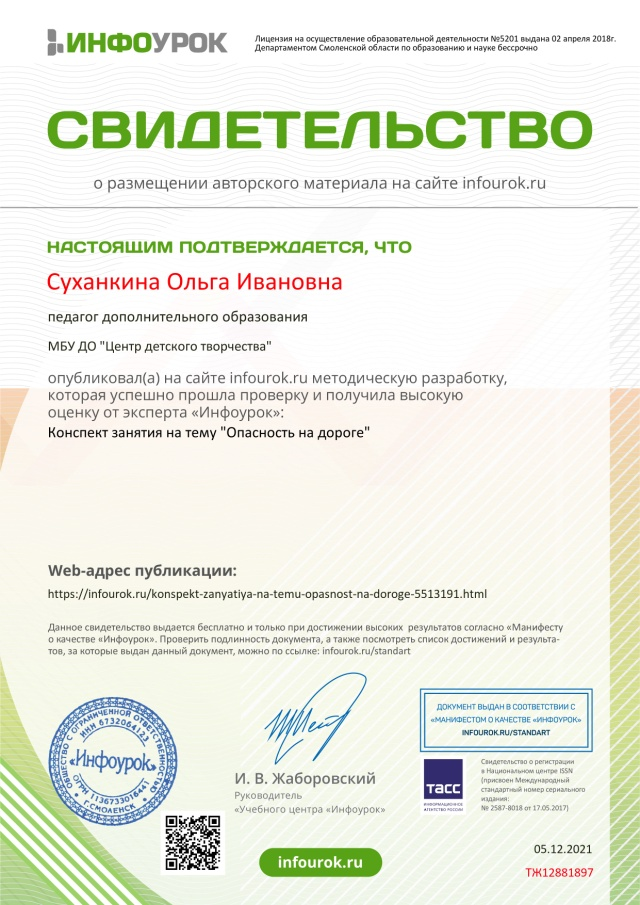 ИНФОУРОК
Лицензия на осуществление образовательной деятельности №5201 выдана 02 апреля 2018г.
Департаментом Смоленской области по образованию и науке бессрочно
СВИДЕТЕЛЬСТВО
о размещении авторского материала на сайте infourok.ru
НАСТОЯЩИМ ПОДТВЕРЖДАЕТСЯ, ЧТО
Суханкина Ольга Ивановна
педагог дополнительного образования
МБУ ДО "Центр детского творчества"
опубликовал(а) на сайте infourok.ru методическую разработку,
которая успешно прошла проверку и получила высокую
оценку от эксперта «Инфоурок»:
Конспект занятия на тему "Опасность на дороге"
Web-адрес публикации:
https://infourok.ru/konspekt-zanyatiya-na-temu-opasnost-na-doroge-5513191.html
Данное свидетельство выдается бесплатно и только при достижении высоких результатов согласно «Манифесту
о качестве «Инфоурок». Проверить подлинность документа, а также посмотреть список достижений и результа-
тов, за которые выдан данный документ, можно по ссылке: infourok.ru/standart
ОБЩЕСТВО С ОГРАНИЧЕННОЙ ОТВЕТСТВЕННОСТЬЮ
ИНН 6732064123
«Инфоурок»
ОГРН 1136733016441
Г.СМОЛЕНСК
И. В. Жаборовский
Руководитель
«Учебного центра «Инфоурок»
ДОКУМЕНТ ВЫДАН В СООТВЕТСТВИИ С
«МАНИФЕСТОМ О КАЧЕСТВЕ «ИНФОУРОК»
INFOUROK.RU/STANDART
ТАСС
ИНФОРМАЦИОННОЕ
АГЕНТСТВО РОССИИ
Свидетельство о регистрации
в Национальном центре ISSN
(присвоен Международный
стандартный номер сериального
издания:
№ 2587-8018 от 17.05.2017)
infourok.ru
05.12.2021
ТЖ12881897